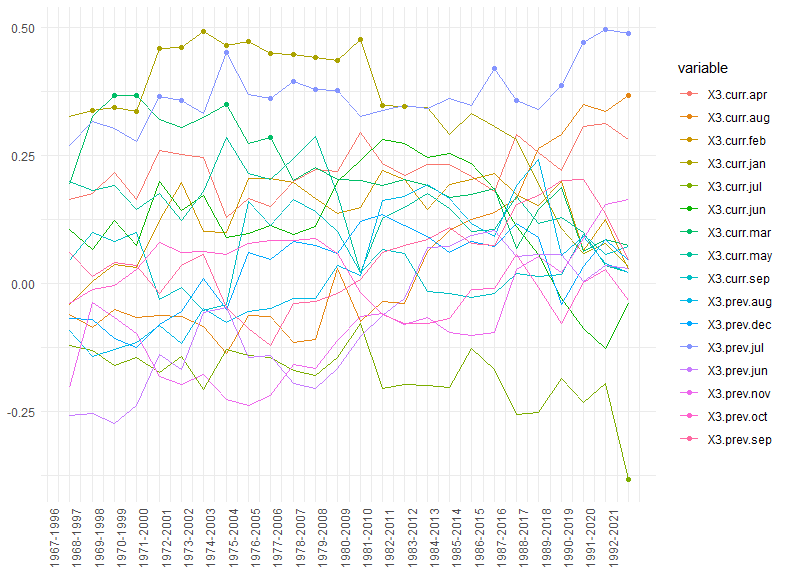 0.50
0.25
0.00
-0.25
1967-1996
1968-1997
1969-1998
1970-1999
1971-2000
1972-2001
1973-2002
1974-2003
1975-2004
1976-2005
1977-2006
1978-2007
1979-2008
1980-2009
1981-2010
1982-2011
1983-2012
1984-2013
1985-2014
1986-2015
1987-2016
1988-2017
1989-2018
1990-2019
1991-2020
1992-2021
variable
X3.curr.apr
X3.curr.aug
X3.curr.feb
X3.curr.jan
X3.curr.jul
X3.curr.jun
X3.curr.mar
X3.curr.may
X3.curr.sep
X3.prev.aug
X3.prev.dec
X3.prev.jul
X3.prev.jun
X3.prev.nov
X3.prev.oct
X3.prev.sep